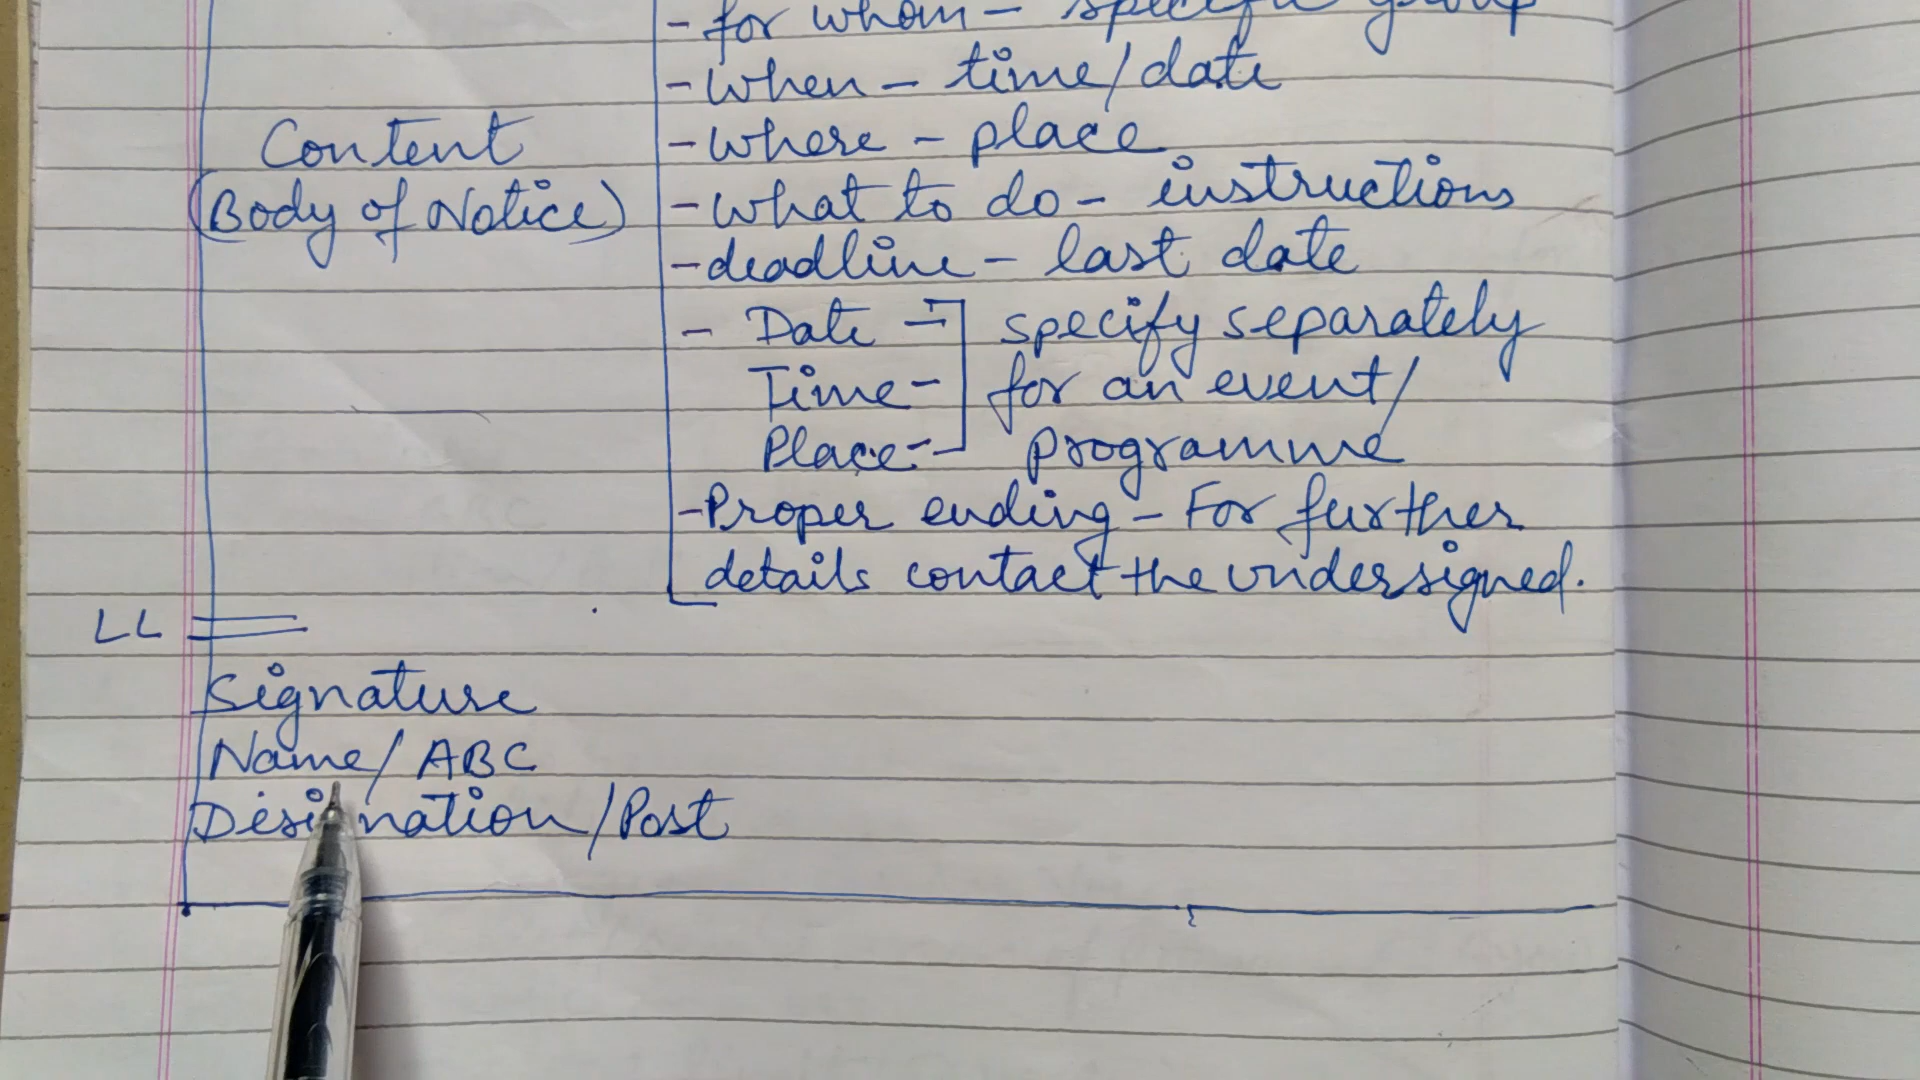 - for whom - specific group
- when - time/date
Content
- where - place
(Body of Notice)
- what to do - instructions
- deadline - last date
- Date - specify separately
Time - for an event/
Place - programme
- Proper ending - For further
details contact the undersigned.
LL
Signature
Name/ ABC
Designation/Post